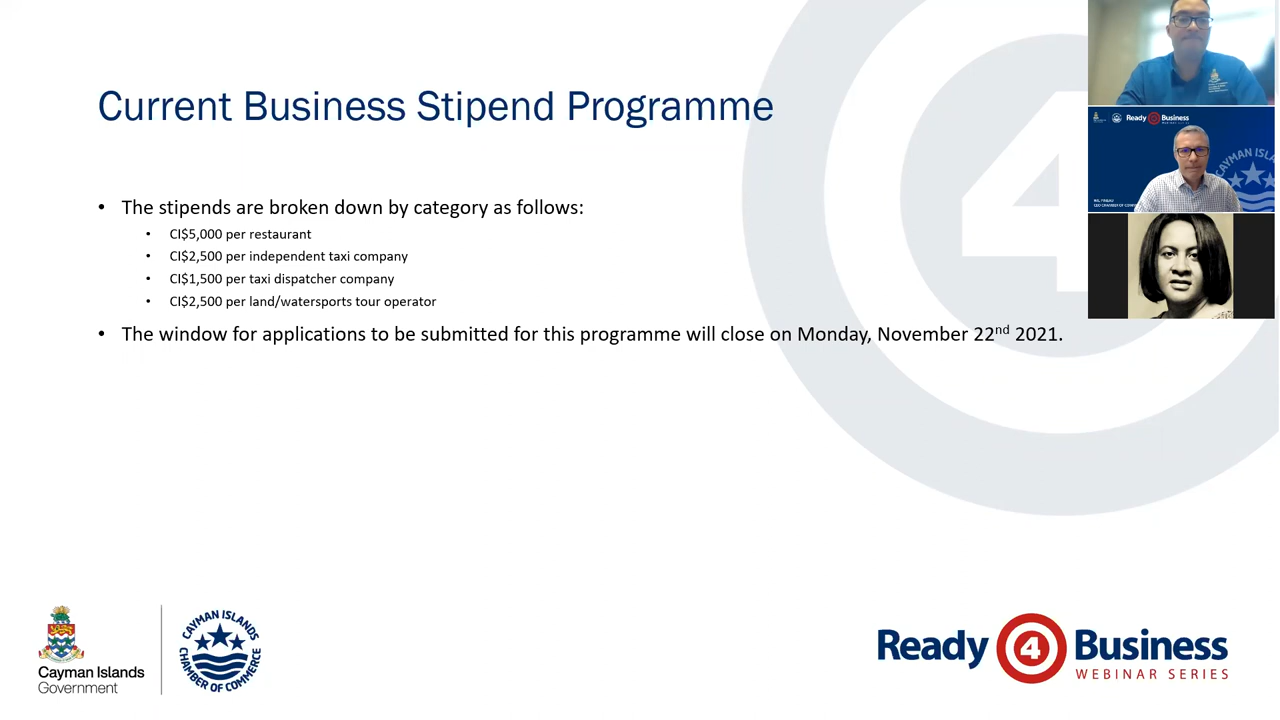 Current Business Stipend Programme
• The stipends are broken down by category as follows:
• CI$5,000 per restaurant
• CI$2,500 per independent taxi company
• CI$1,500 per taxi dispatcher company
• CI$2,500 per land/watersports tour operator
• The window for applications to be submitted for this programme will close on Monday, November 22nd 2021.
Ready 4 Business
CAYMAN ISLA
Cayman Islands
Government
CAYMAN ISLANDS
CHAMBER OF COMMERCE
Ready 4 Business
WEBINAR SERIES